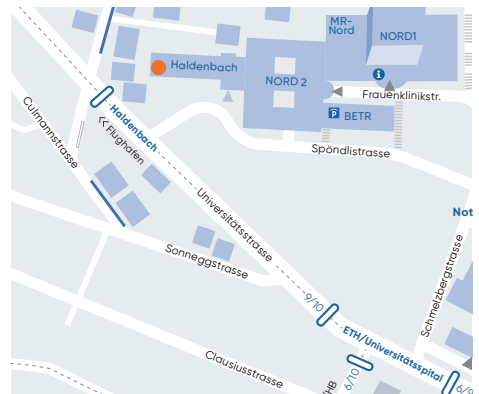 MR-
Nord
NORD1
Haldenbach
NORD 2
i
Frauenklinikstr.
P
BETR
Culmannstrasse
Haldenbach
<< Flughafen
Spöndlistrasse
Universitätsstrasse
Not
Sonneggstrasse
Schmelzbergstrasse
9/10
ETH/Universitätsspital
Clausiusstrasse
6/10
/HB
6/9